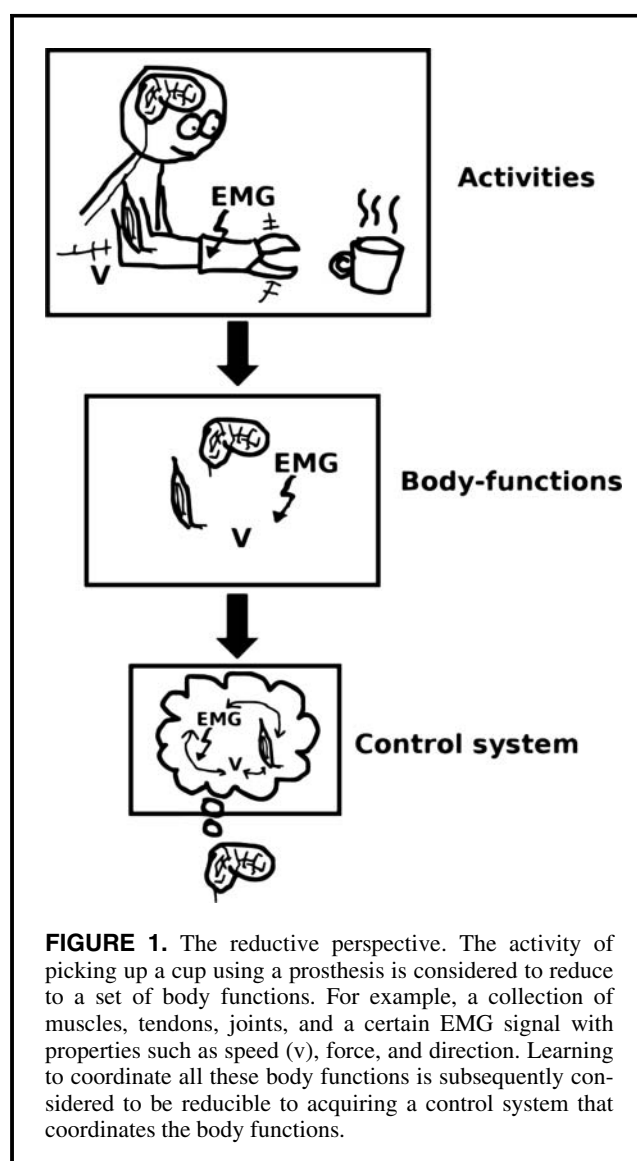 EMG
V
Activities
EMG
V
Body-functions
EMG
V
Control system
FIGURE 1. The reductive perspective. The activity of
picking up a cup using a prosthesis is considered to reduce
to a set of body functions. For example, a collection of
muscles, tendons, joints, and a certain EMG signal with
properties such as speed (v), force, and direction. Learning
to coordinate all these body functions is subsequently con-
sidered to be reducible to acquiring a control system that
coordinates the body functions.